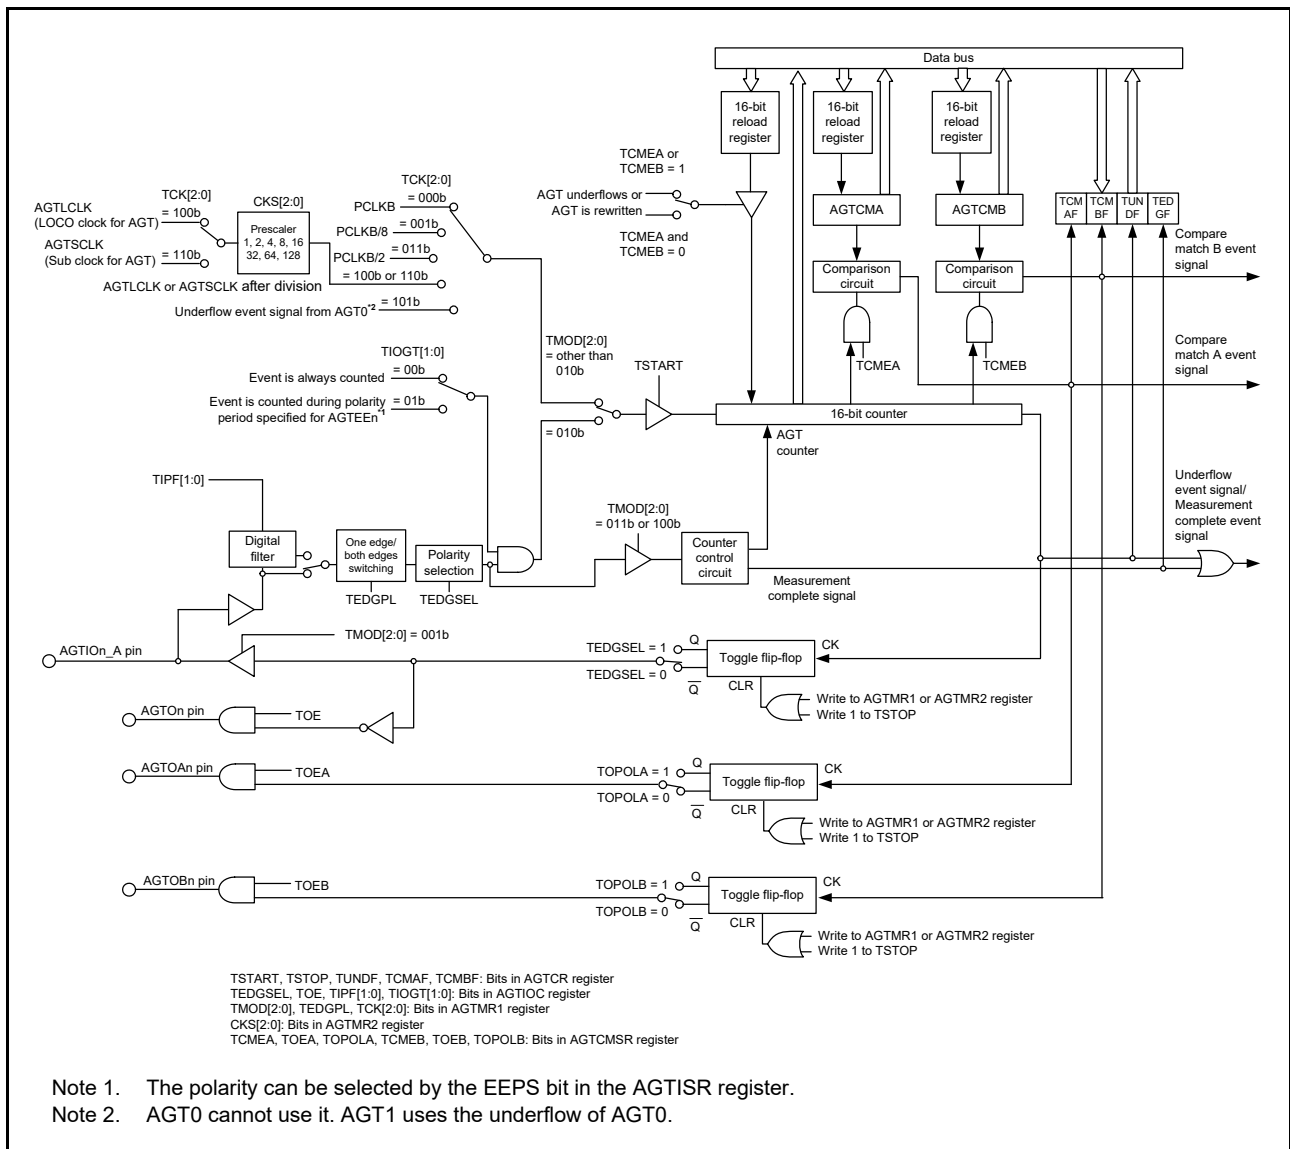 Data bus
16-bit
reload
register
16-bit
reload
register
16-bit
reload
register
TCMEA or
TCMEB = 1
AGT underflows or
AGT is rewritten
TCMEA and
TCMEB = 0
TCK[2:0]
AGTLCLK
(LOCO clock for AGT)
= 100b
AGTSCLK
(Sub clock for AGT)
= 110b
CKS[2:0]
Prescaler
1, 2, 4, 8, 16
32, 64, 128
TCK[2:0]
PCLKB
= 000b
PCLKB/8
= 001b
PCLKB/2
= 011b
= 100b or 110b
AGTLCLK or AGTSCLK after division
Underflow event signal from AGT0*2
= 101b
AGTCMA
AGTCMB
TCM
AF
TCM
BF
TUN
DF
TED
GF
Compare
match B event
signal
Comparison
circuit
Comparison
circuit
TCMEA
TCMEB
Compare
match A event
signal
TIOGT[1:0]
Event is always counted
= 00b
Event is counted during polarity
period specified for AGTEEn*1
= 01b
TMOD[2:0]
= other than
010b
= 010b
TSTART
16-bit counter
AGT
counter
TIPF[1:0]
Digital
filter
One edge/
both edges
switching
Polarity
selection
TEDGPL
TEDGSEL
TMOD[2:0]
= 011b or 100b
Counter
control
circuit
Measurement
complete signal
Underflow
event signal/
Measurement
complete event
signal
AGTIOn_A pin
TMOD[2:0] = 001b
TEDGSEL = 1
TEDGSEL = 0
Q
Q
Toggle flip-flop
CK
CLR
Write to AGTMR1 or AGTMR2 register
Write 1 to TSTOP
AGTOn pin
TOE
AGTOAn pin
TOEA
TOPOLA = 1
TOPOLA = 0
Q
Q
Toggle flip-flop
CK
CLR
Write to AGTMR1 or AGTMR2 register
Write 1 to TSTOP
AGTOBn pin
TOEB
TOPOLB = 1
TOPOLB = 0
Q
Q
Toggle flip-flop
CK
CLR
Write to AGTMR1 or AGTMR2 register
Write 1 to TSTOP
TSTART, TSTOP, TUNDF, TCMAF, TCMBF: Bits in AGTCR register
TEDGSEL, TOE, TIPF[1:0], TIOGT[1:0]: Bits in AGTIOC register
TMOD[2:0], TEDGPL, TCK[2:0]: Bits in AGTMR1 register
CKS[2:0]: Bits in AGTMR2 register
TCMEA, TOEA, TOPOLA, TCMEB, TOEB, TOPOLB: Bits in AGTCMSR register
Note 1. The polarity can be selected by the EEPS bit in the AGTISR register.
Note 2. AGT0 cannot use it. AGT1 uses the underflow of AGT0.